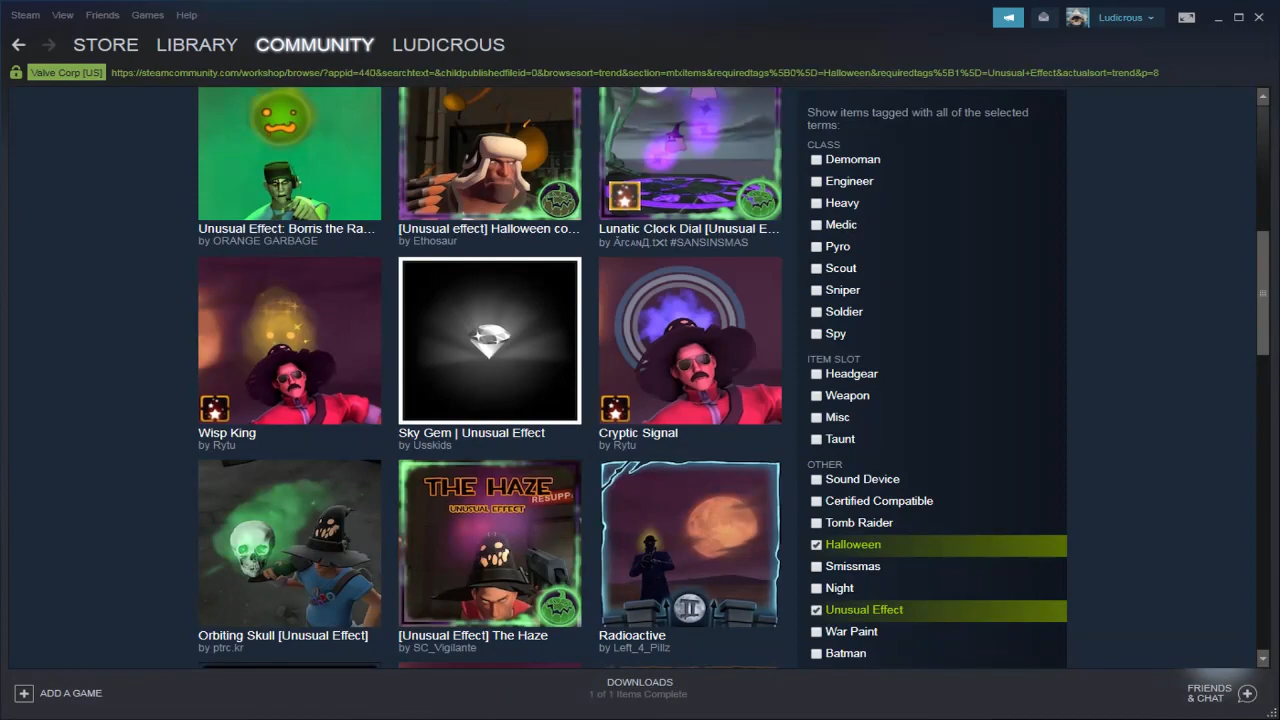 Steam View Friends Games Help
Ludicrous
STORE LIBRARY COMMUNITY LUDICROUS
Valve Corp [US] https://steamcommunity.com/workshop/browse/?appid=440&searchtext=&childpublishedfileid=0&browsesort=trend&section=mtxitems&requiredtags%5B0%5D=Halloween&requiredtags%5B1%5D=Unusual+Effect&actualsort=trend&p=8
Unusual Effect: Borris the Ra...
by ORANGE GARBAGE
[Unusual effect] Halloween co...
by Ethosaur
Lunatic Clock Dial [Unusual E...
#SANSINSMAS
Wisp King
by Rytu
Sky Gem | Unusual Effect
by Usskids
Cryptic Signal
by Rytu
Orbiting Skull [Unusual Effect]
by ptrc.kr
THE HAZE
RESUPP
UNUSUAL EFFECT
[Unusual Effect] The Haze
by SC_Vigilante
II
Radioactive
by Left_4_Pillz
Show items tagged with all of the selected
terms:
CLASS
Demoman
Engineer
Heavy
Medic
Pyro
Scout
Sniper
Soldier
Spy
ITEM SLOT
Headgear
Weapon
Misc
Taunt
OTHER
Sound Device
Certified Compatible
Tomb Raider
Halloween
Smissmas
Night
Unusual Effect
War Paint
Batman
ADD A GAME
DOWNLOADS
1 of 1 Items Complete
FRIENDS
& CHAT